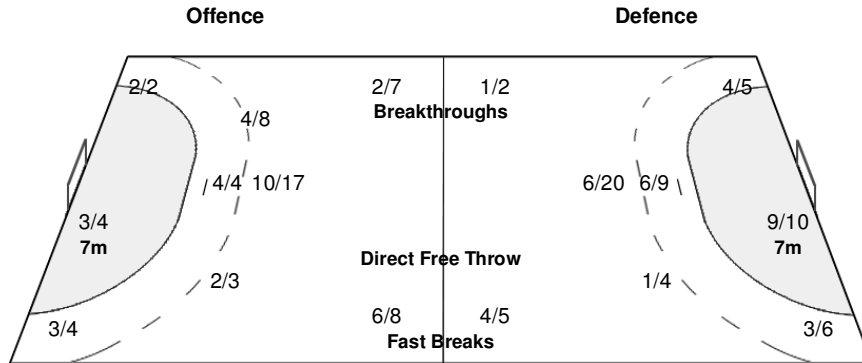 Offence Defence
2/2 2/7 1/2 4/5
Breakthroughs
4/8
4/4 10/17 6/20 6/9
3/4 9/10
7m 7m
Direct Free Throw
2/3 1/4
6/8 4/5
3/4 3/6
Fast Breaks